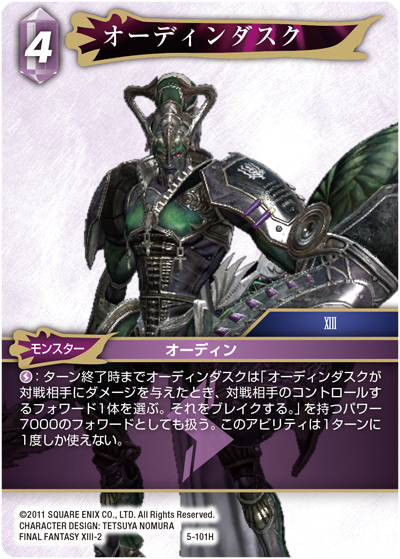 4
オーディンダスク
XIII
モンスター
オーディン
：ターン終了時までオーディンダスクは「オーディンダスクが
対戦相手にダメージを与えたとき、対戦相手のコントロールす
るフォワード1体を選ぶ。それをブレイクする。」を持つパワー
7000のフォワードとしても扱う。このアビリティは1ターンに
1度しか使えない。
©2011 SQUARE ENIX CO., LTD. All Rights Reserved.
CHARACTER DESIGN: TETSUYA NOMURA
FINAL FANTASY XIII-2
5-101H